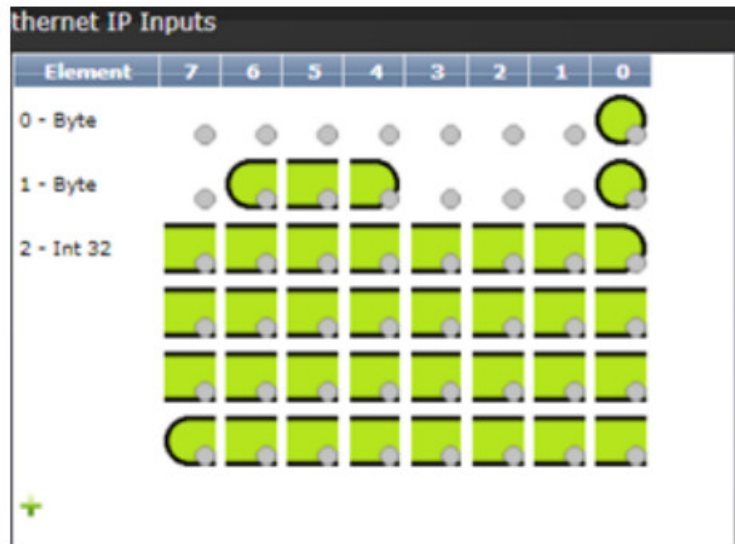 thernet IP Inputs
Element 7 6 5 4 3 2 1 0
0 - Byte
1 - Byte
2 - Int 32